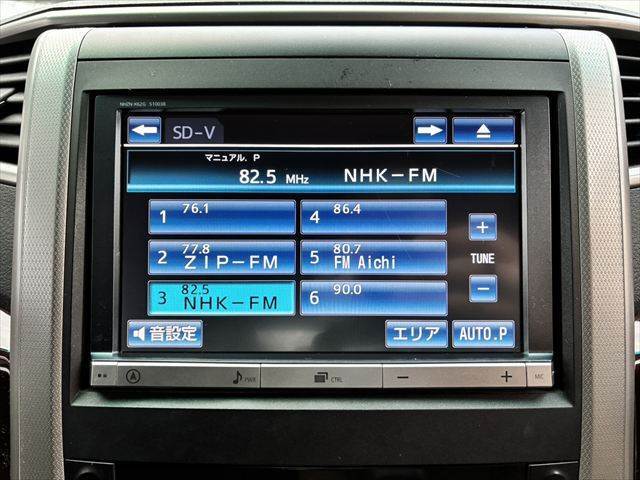 NHZN-X62G S10038
SD-V
マニュアル. P
82.5 MHz NHK-FM
1 76.1
4 86.4
2 77.8 ZIP-FM
5 80.7 FM Aichi
3 82.5 NHK-FM
6 90.0
+
TUNE
−
音設定
エリア
AUTO.P
PWR
CTRL
− +
MIC